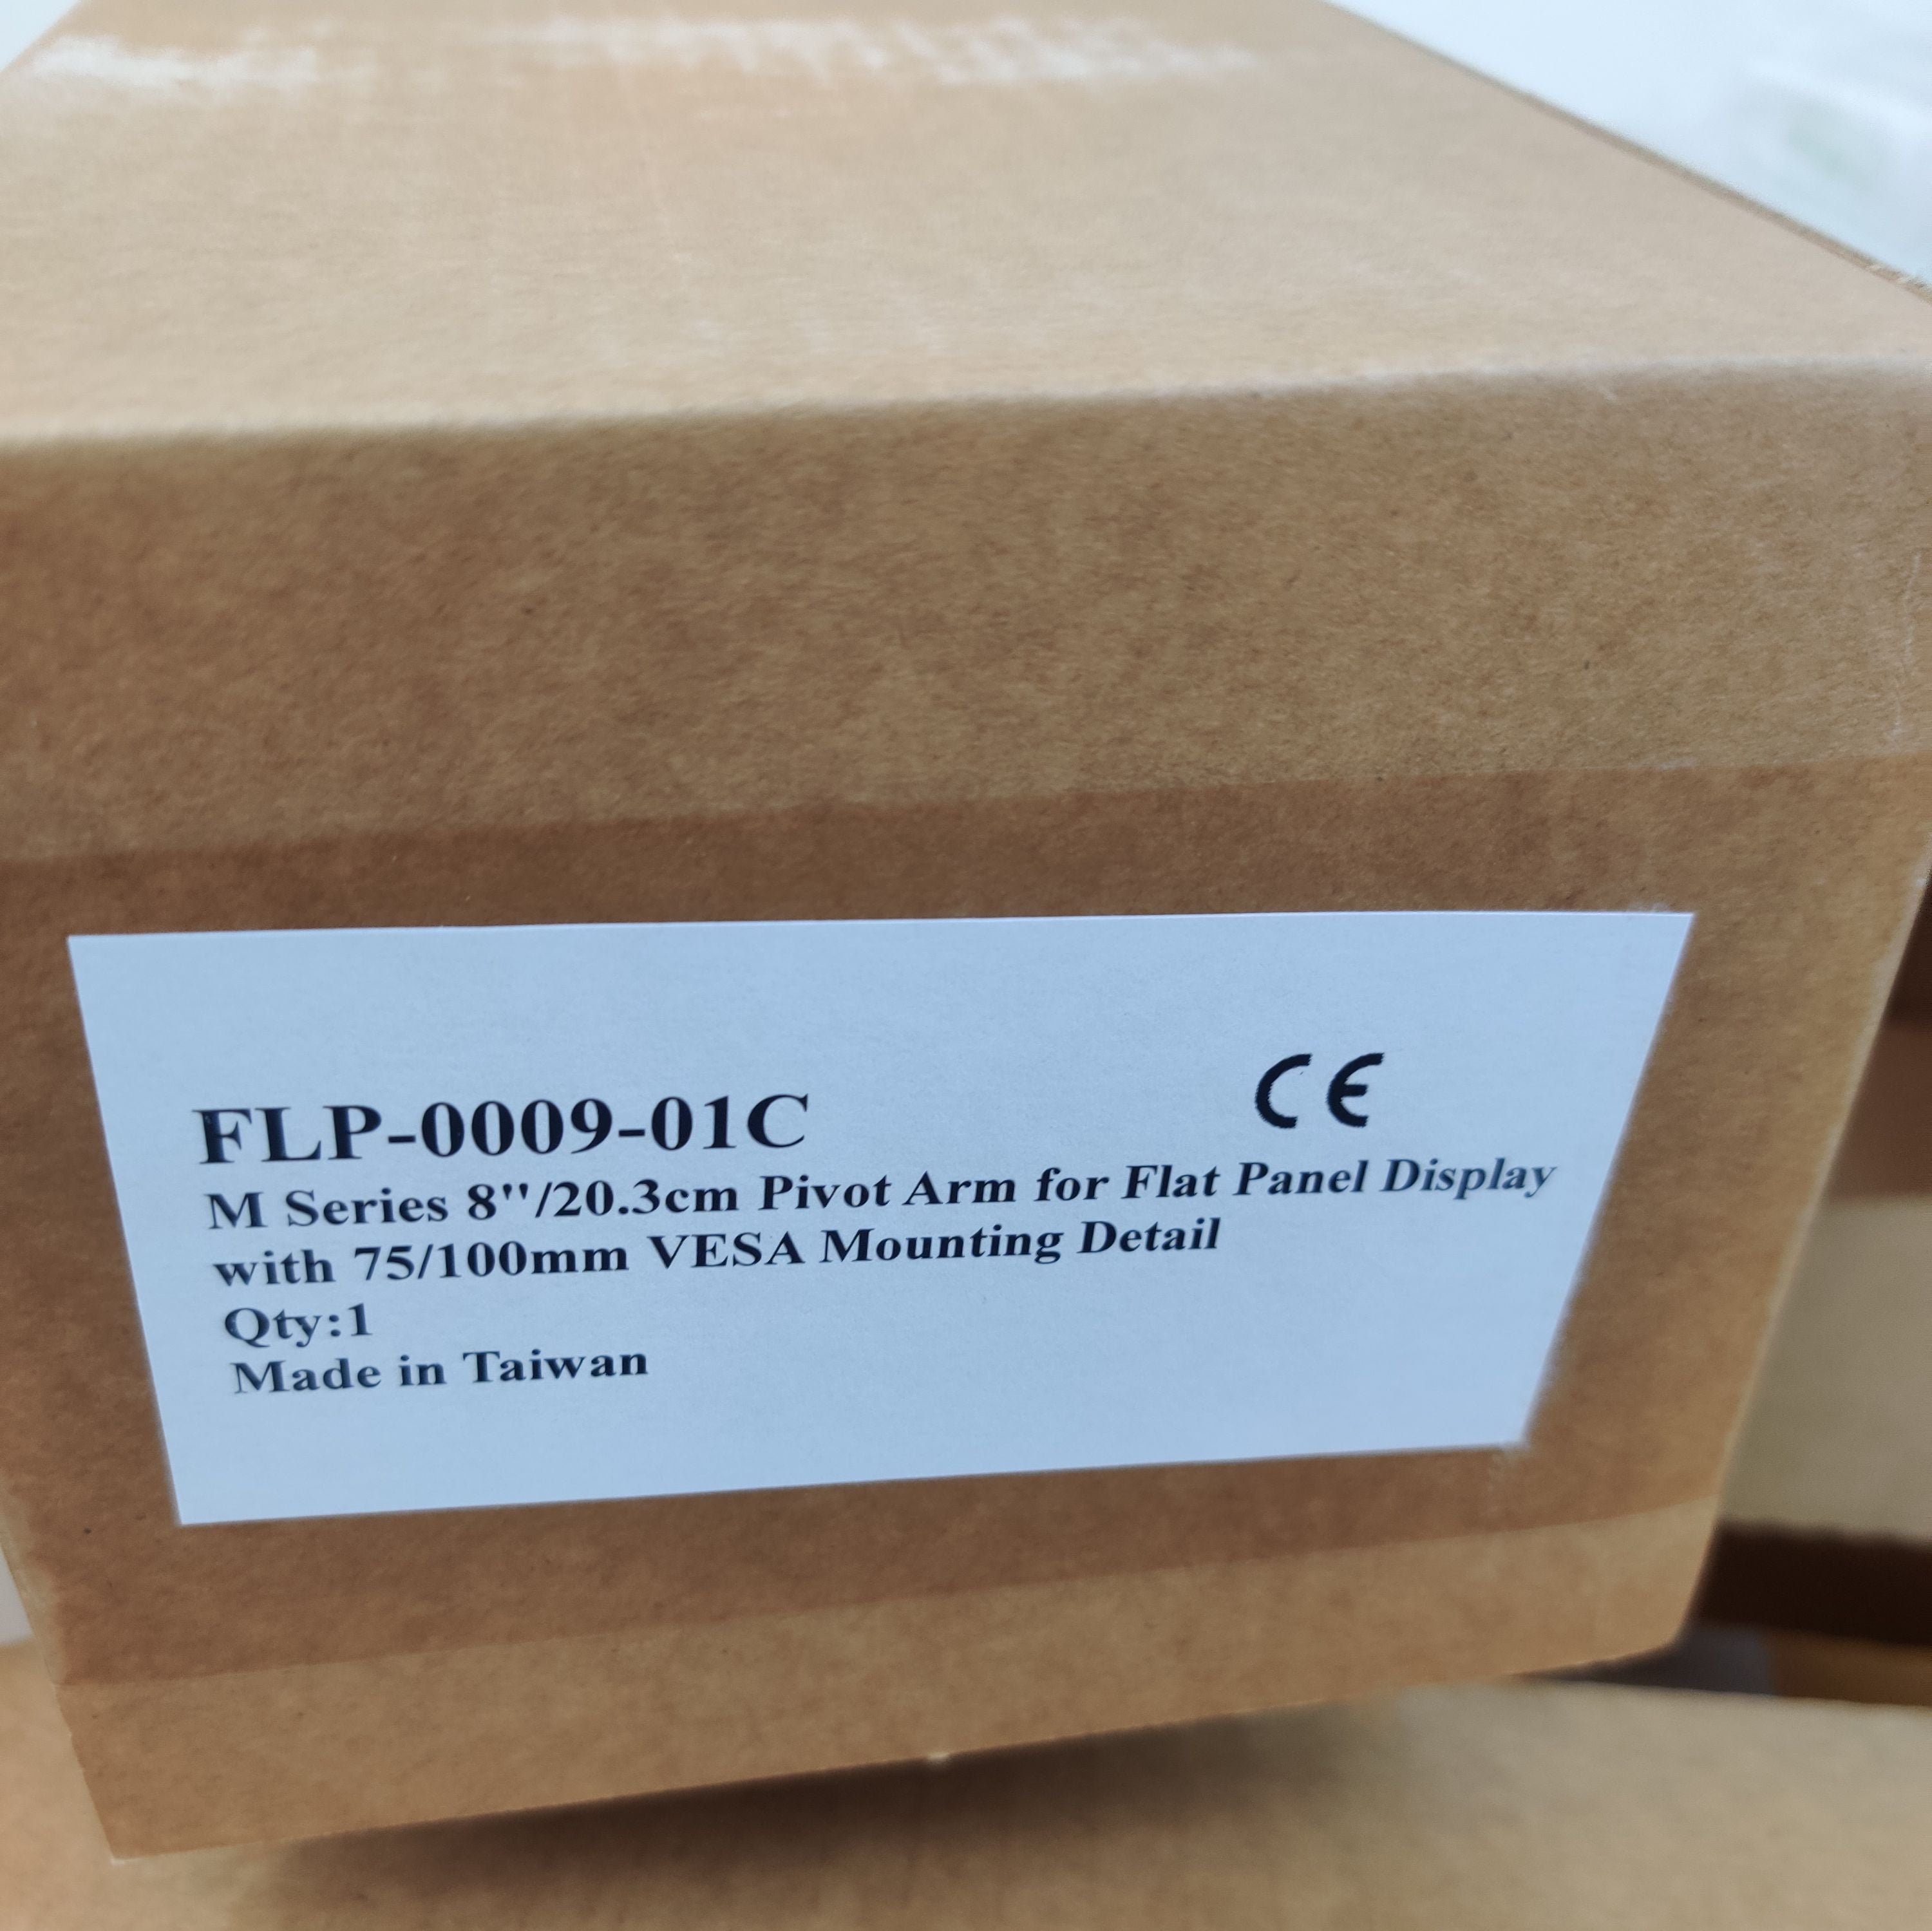 FLP-0009-01C CE
M Series 8"/20.3cm Pivot Arm for Flat Panel Display
with 75/100mm VESA Mounting Detail
Qty:1
Made in Taiwan